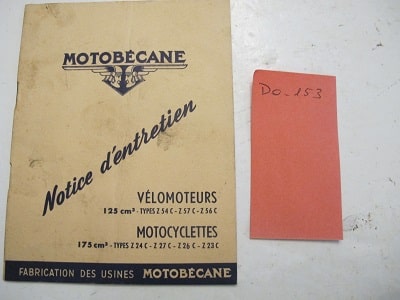 MOTOBÉCANE
Notice d'entretien
VÉLOMOTEURS
125 cm³ - TYPES Z 54 C - Z 57 C - Z 56 C
MOTOCYCLETTES
175 cm³ - TYPES Z 24 C - Z 27 C - Z 26 C - Z 23 C
FABRICATION DES USINES MOTOBÉCANE
Do - 153